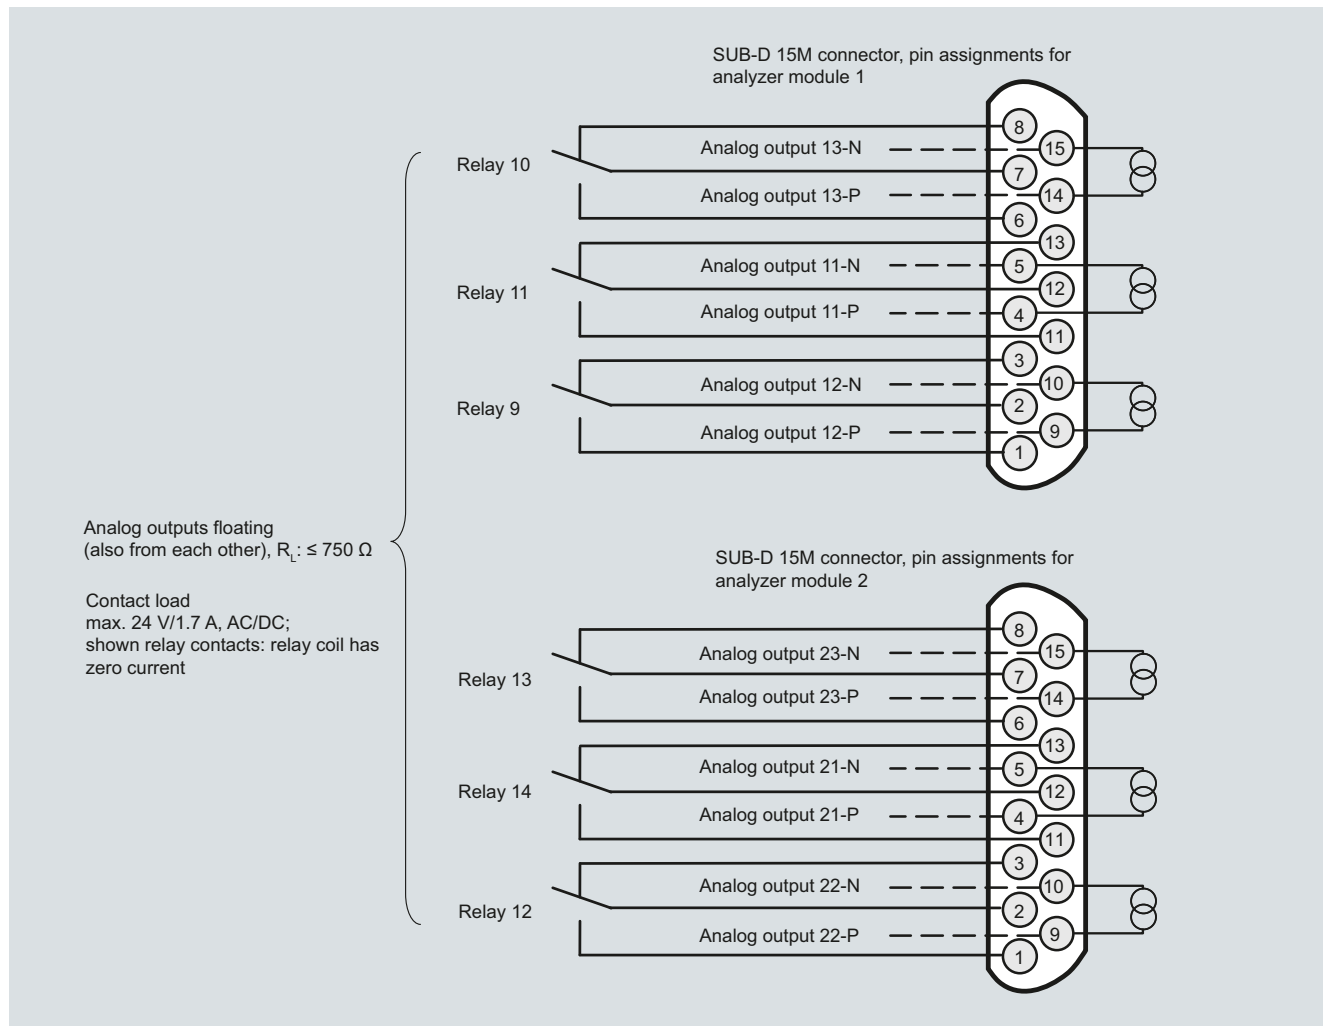 SUB-D 15M connector, pin assignments for
analyzer module 1
8
Analog output 13-N
15
Relay 10
7
Analog output 13-P
14
6
13
Analog output 11-N
5
Relay 11
12
Analog output 11-P
4
11
3
Analog output 12-N
10
Relay 9
2
Analog output 12-P
9
1
Analog outputs floating
(also from each other), RL: ≤ 750 Ω
Contact load
max. 24 V/1.7 A, AC/DC;
shown relay contacts: relay coil has
zero current
SUB-D 15M connector, pin assignments for
analyzer module 2
8
Analog output 23-N
15
Relay 13
7
Analog output 23-P
14
6
13
Analog output 21-N
5
Relay 14
12
Analog output 21-P
4
11
3
Analog output 22-N
10
Relay 12
2
Analog output 22-P
9
1